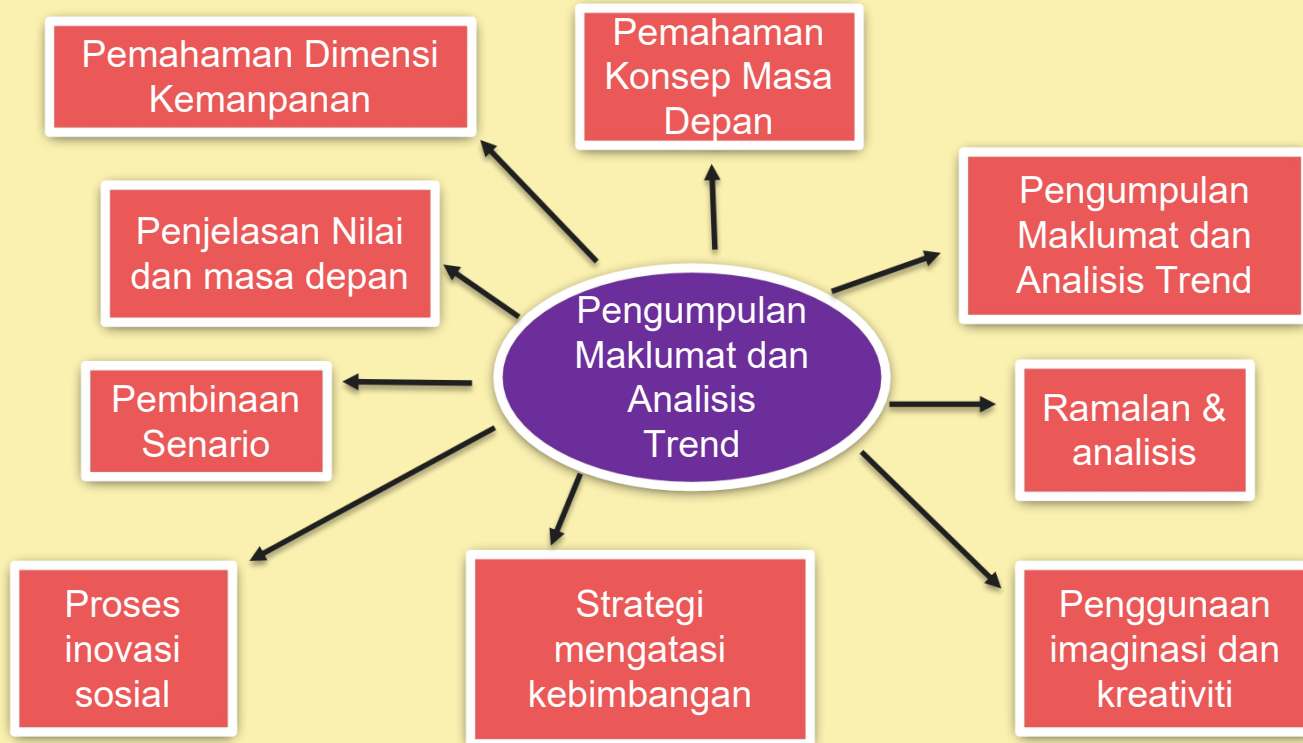 Pemahaman Dimensi
Kemanpanan
Pemahaman
Konsep Masa
Depan
Pengumpulan
Maklumat dan
Analisis Trend
Penjelasan Nilai
dan masa depan
Pengumpulan
Maklumat dan
Analisis
Trend
Pembinaan
Senario
Ramalan &
analisis
Proses
inovasi
sosial
Strategi
mengatasi
kebimbangan
Penggunaan
imaginasi dan
kreativiti